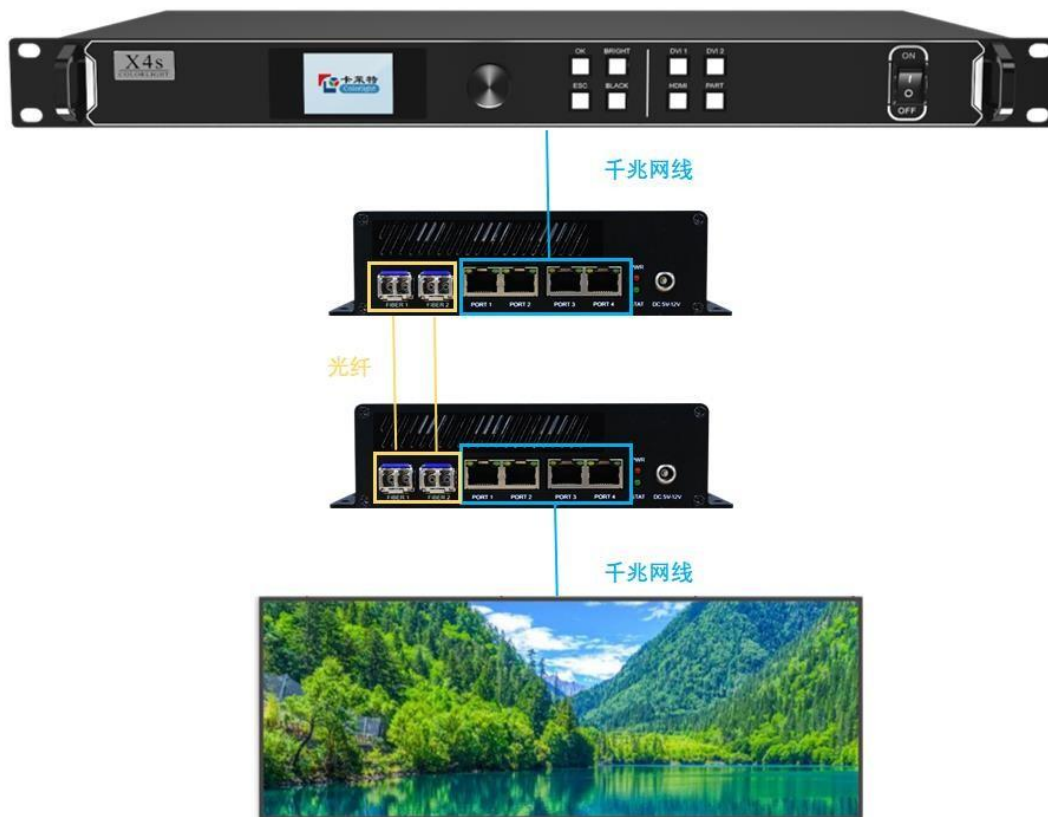 X4s
COLORLIGHT
卡莱特
Colorlight
OK BRIGHT
ESC BLACK
DVI 1 DVI 2
HDMI PART
ON
OFF
千兆网线
FIBER 1 FIBER 2
PORT 1 PORT 2 PORT 3 PORT 4
PWR
STAT
DC 5V-12V
光纤
FIBER 1 FIBER 2
PORT 1 PORT 2 PORT 3 PORT 4
PWR
STAT
DC 5V-12V
千兆网线